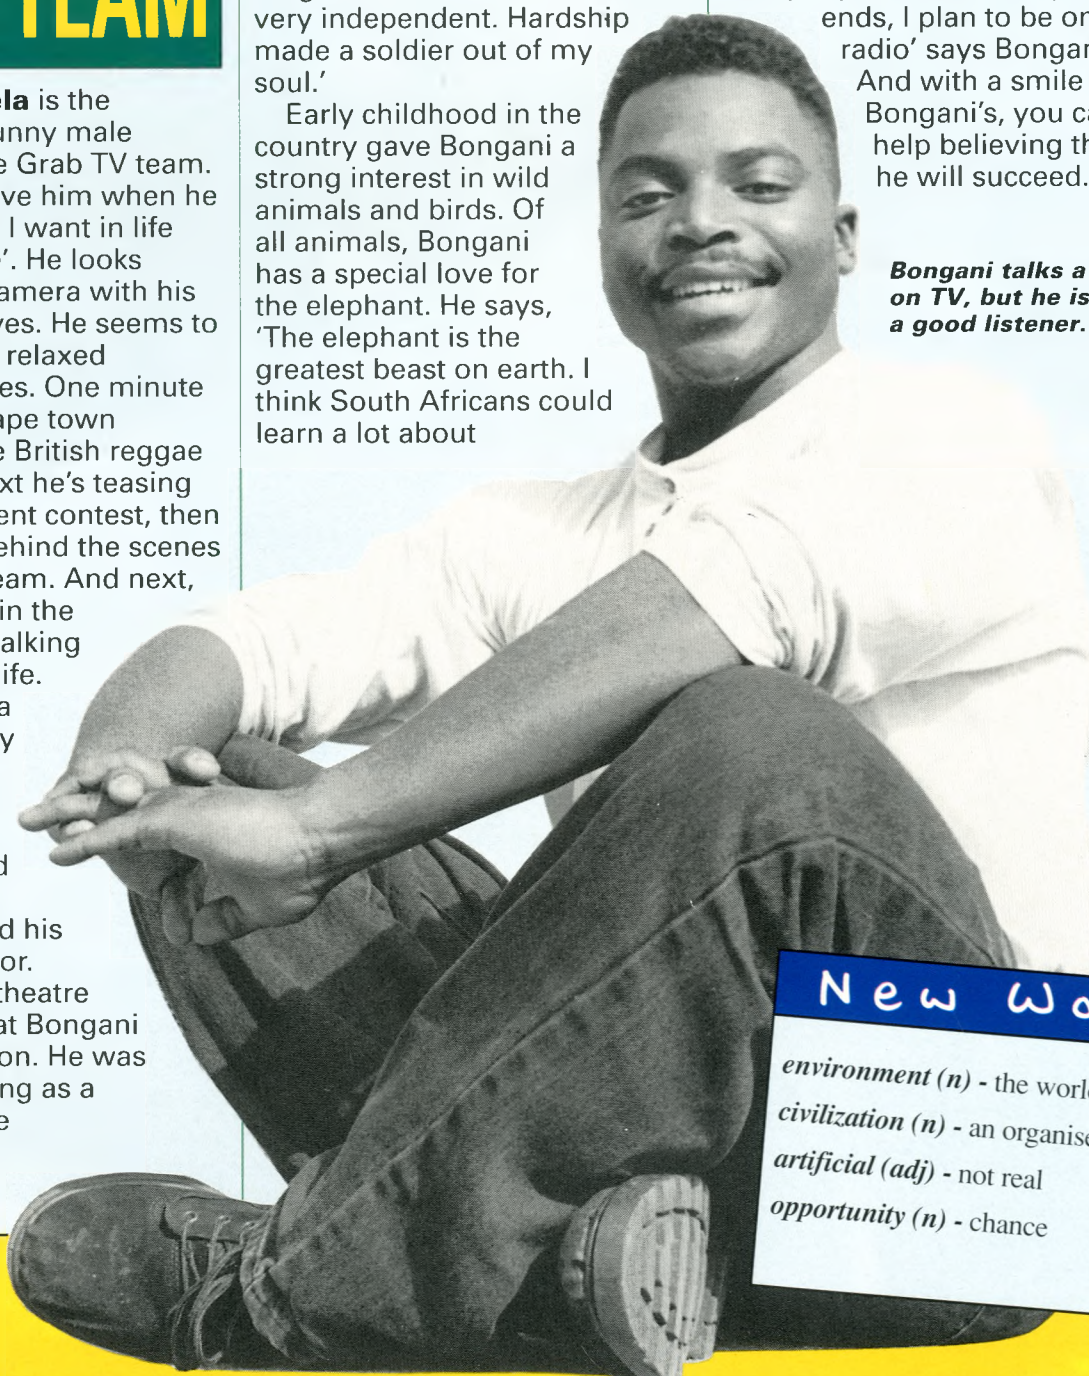 TEAM
ela is the
unny male
e Grab TV team.
ve him when he
I want in life
'. He looks
amera with his
yes. He seems to
relaxed
es. One minute
ape town
e British reggae
xt he's teasing
ent contest, then
ehind the scenes
eam. And next,
in the
alking
ife.
a
y
d
d his
or.
theatre
at Bongani
on. He was
ng as a
e
very independent. Hardship
made a soldier out of my
soul.'
Early childhood in the
country gave Bongani a
strong interest in wild
animals and birds. Of
all animals, Bongani
has a special love for
the elephant. He says,
'The elephant is the
greatest beast on earth. I
think South Africans could
learn a lot about
ends, I plan to be on
radio' says Bongan
And with a smile
Bongani's, you ca
help believing th
he will succeed.
Bongani talks a
on TV, but he is
a good listener.
New Wo
environment (n) - the worl
civilization (n) - an organise
artificial (adj) - not real
opportunity (n) - chance